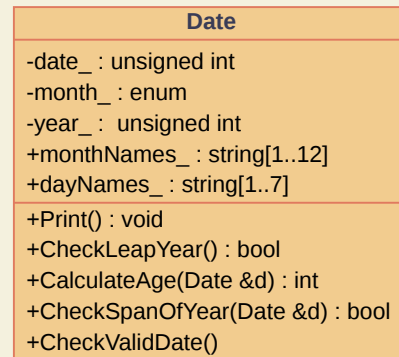 Date
-date_ : unsigned int
-month_ : enum
-year_ : unsigned int
+monthNames_ : string[1..12]
+dayNames_ : string[1..7]
+Print() : void
+CheckLeapYear() : bool
+CalculateAge(Date &d) : int
+CheckSpanOfYear(Date &d) : bool
+CheckValidDate()